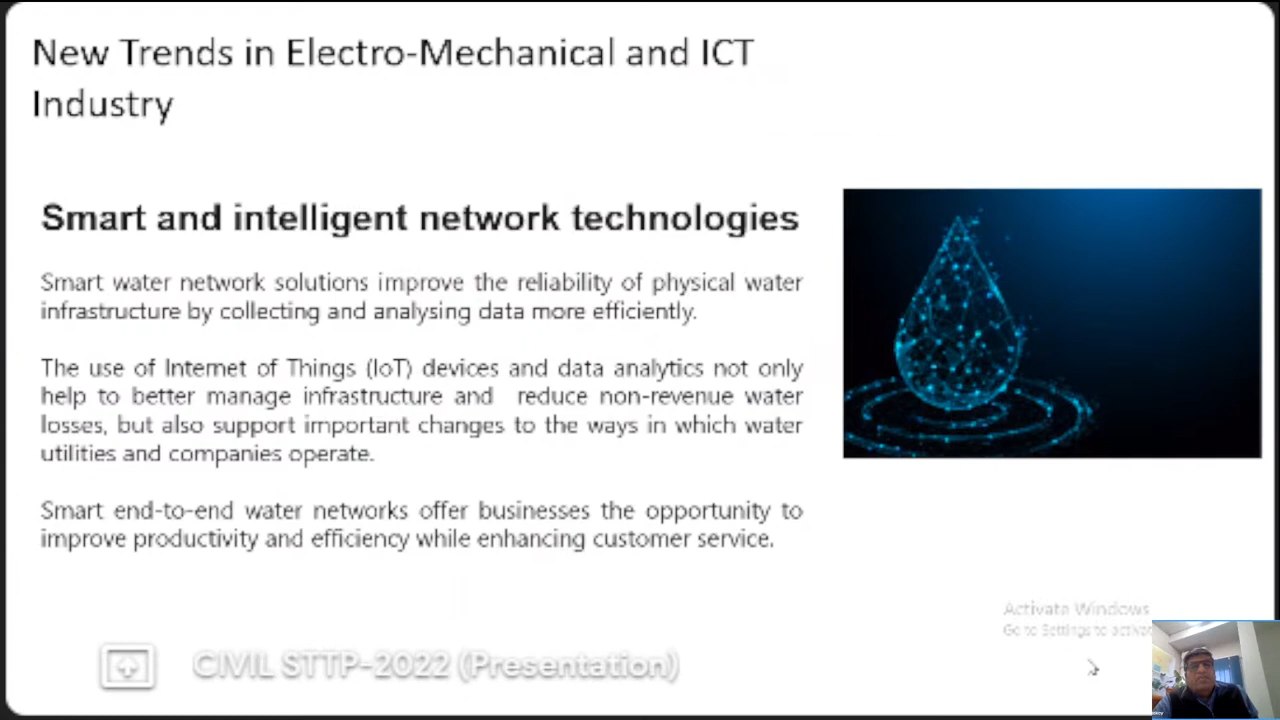 New Trends in Electro-Mechanical and ICT
Industry
Smart and intelligent network technologies
Smart water network solutions improve the reliability of physical water
infrastructure by collecting and analysing data more efficiently.
The use of Internet of Things (IoT) devices and data analytics not only
help to better manage infrastructure and reduce non-revenue water
losses, but also support important changes to the ways in which water
utilities and companies operate.
Smart end-to-end water networks offer businesses the opportunity to
improve productivity and efficiency while enhancing customer service.
Activate Windows
Go to Settings to
CIVIL STTP-2022 (Presentation)